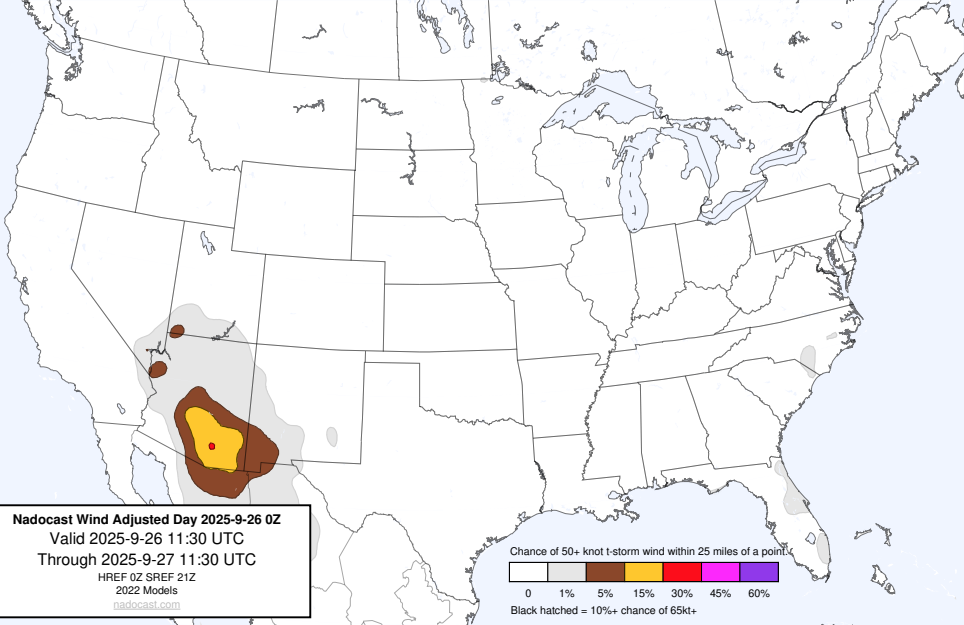 Nadocast Wind Adjusted Day 2025-9-26 0Z
Valid 2025-9-26 11:30 UTC
Through 2025-9-27 11:30 UTC
HREF 0Z SREF 21Z
2022 Models
nadocast.com
Chance of 50+ knot t-storm wind within 25 miles of a point.
0 1% 5% 15% 30% 45% 60%
Black hatched = 10%+ chance of 65kt+